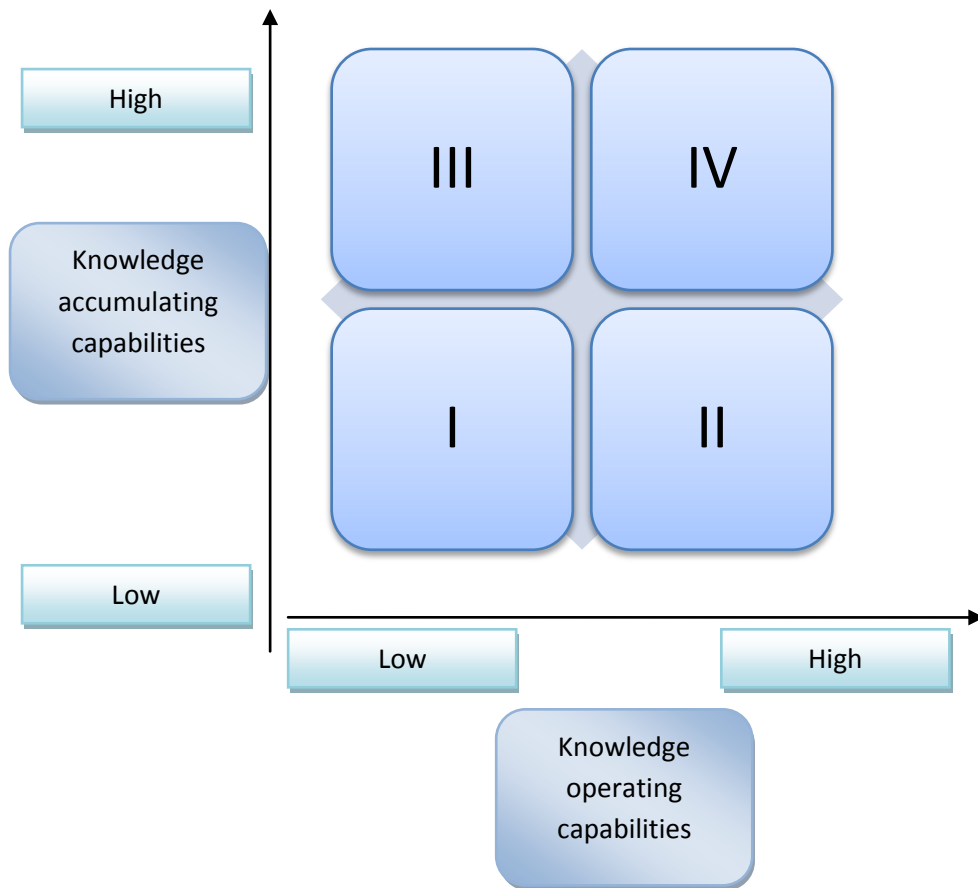 High
III
IV
Knowledge
accumulating
capabilities
I
II
Low
Low
High
Knowledge
operating
capabilities